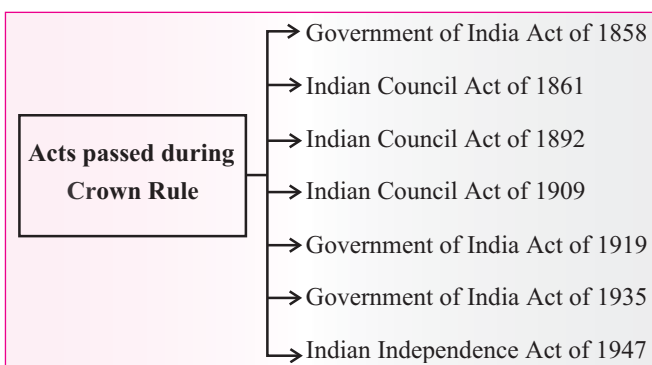 Government of India Act of 1858
Indian Council Act of 1861
Indian Council Act of 1892
Acts passed during
Crown Rule
Indian Council Act of 1909
Government of India Act of 1919
Government of India Act of 1935
Indian Independence Act of 1947